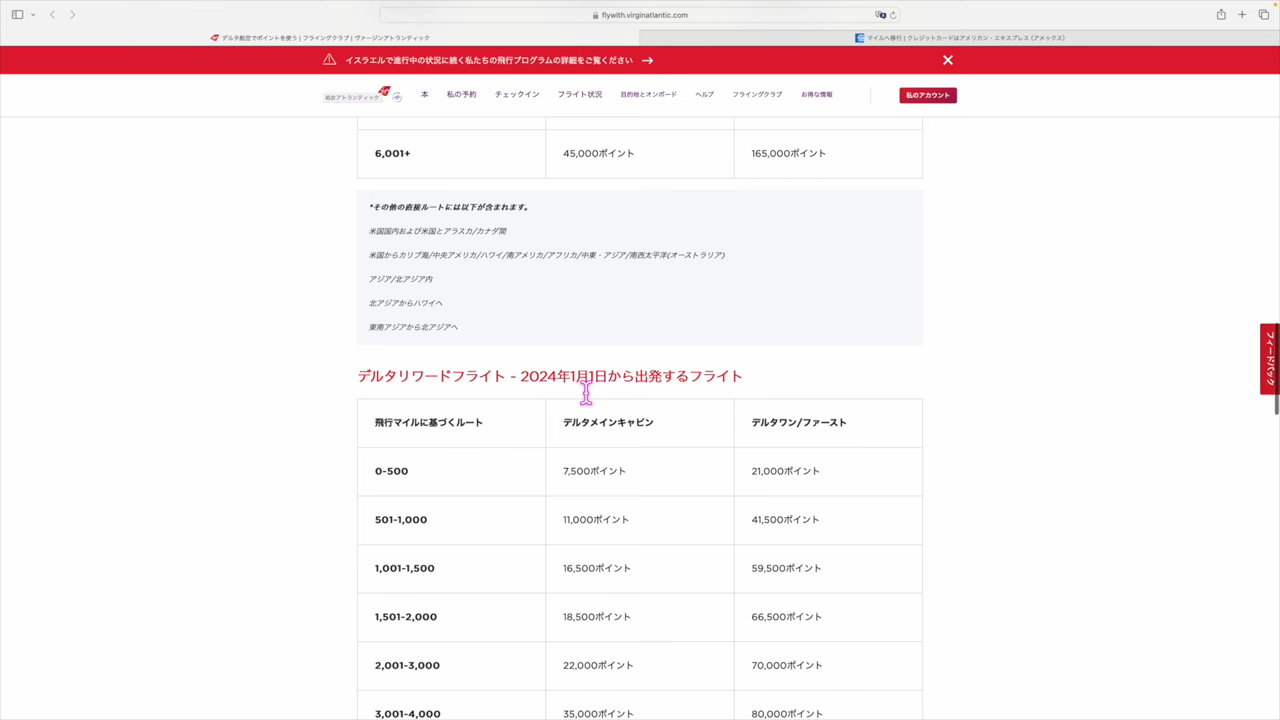 flywith.virginatlantic.com
デルタ航空でポイントを使う | フライングクラブ | ヴァージンアトランティック
マイルへ移行 | クレジットカードはアメリカン・エキスプレス (アメックス)
イスラエルで進行中の状況に続く私たちの飛行プログラムの詳細をご覧ください
本 私の予約 チェックイン フライト状況 目的地とオンボード ヘルプ フライングクラブ お得な情報 私のアカウント
6,001+ 45,000ポイント 165,000ポイント
*その他の直接ルートには以下が含まれます。
米国国内および米国とアラスカ/カナダ間
米国からカリブ海/中央アメリカ/ハワイ/南アメリカ/アフリカ/中東・アジア/南西太平洋(オーストラリア)
アジア/北アジア内
北アジアからハワイへ
東南アジアから北アジアへ
フィードバック
デルタリワードフライト - 2024年1月1日から出発するフライト
飛行マイルに基づくルート デルタメインキャビン デルタワン/ファースト
0-500 7,500ポイント 21,000ポイント
501-1,000 11,000ポイント 41,500ポイント
1,001-1,500 16,500ポイント 59,500ポイント
1,501-2,000 18,500ポイント 66,500ポイント
2,001-3,000 22,000ポイント 70,000ポイント
3,001-4,000 35,000ポイント 80,000ポイント